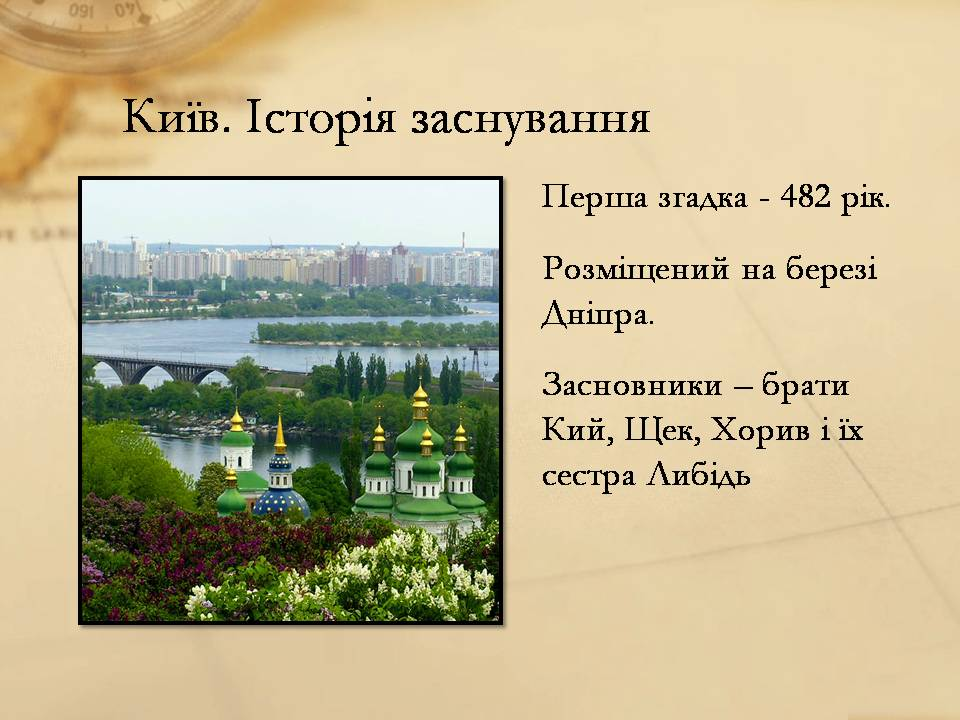 Київ. Історія заснування
Перша згадка - 482 рік.
Розміщений на березі
Дніпра.
Засновники – брати
Кий, Щек, Хорив і їх
сестра Либідь